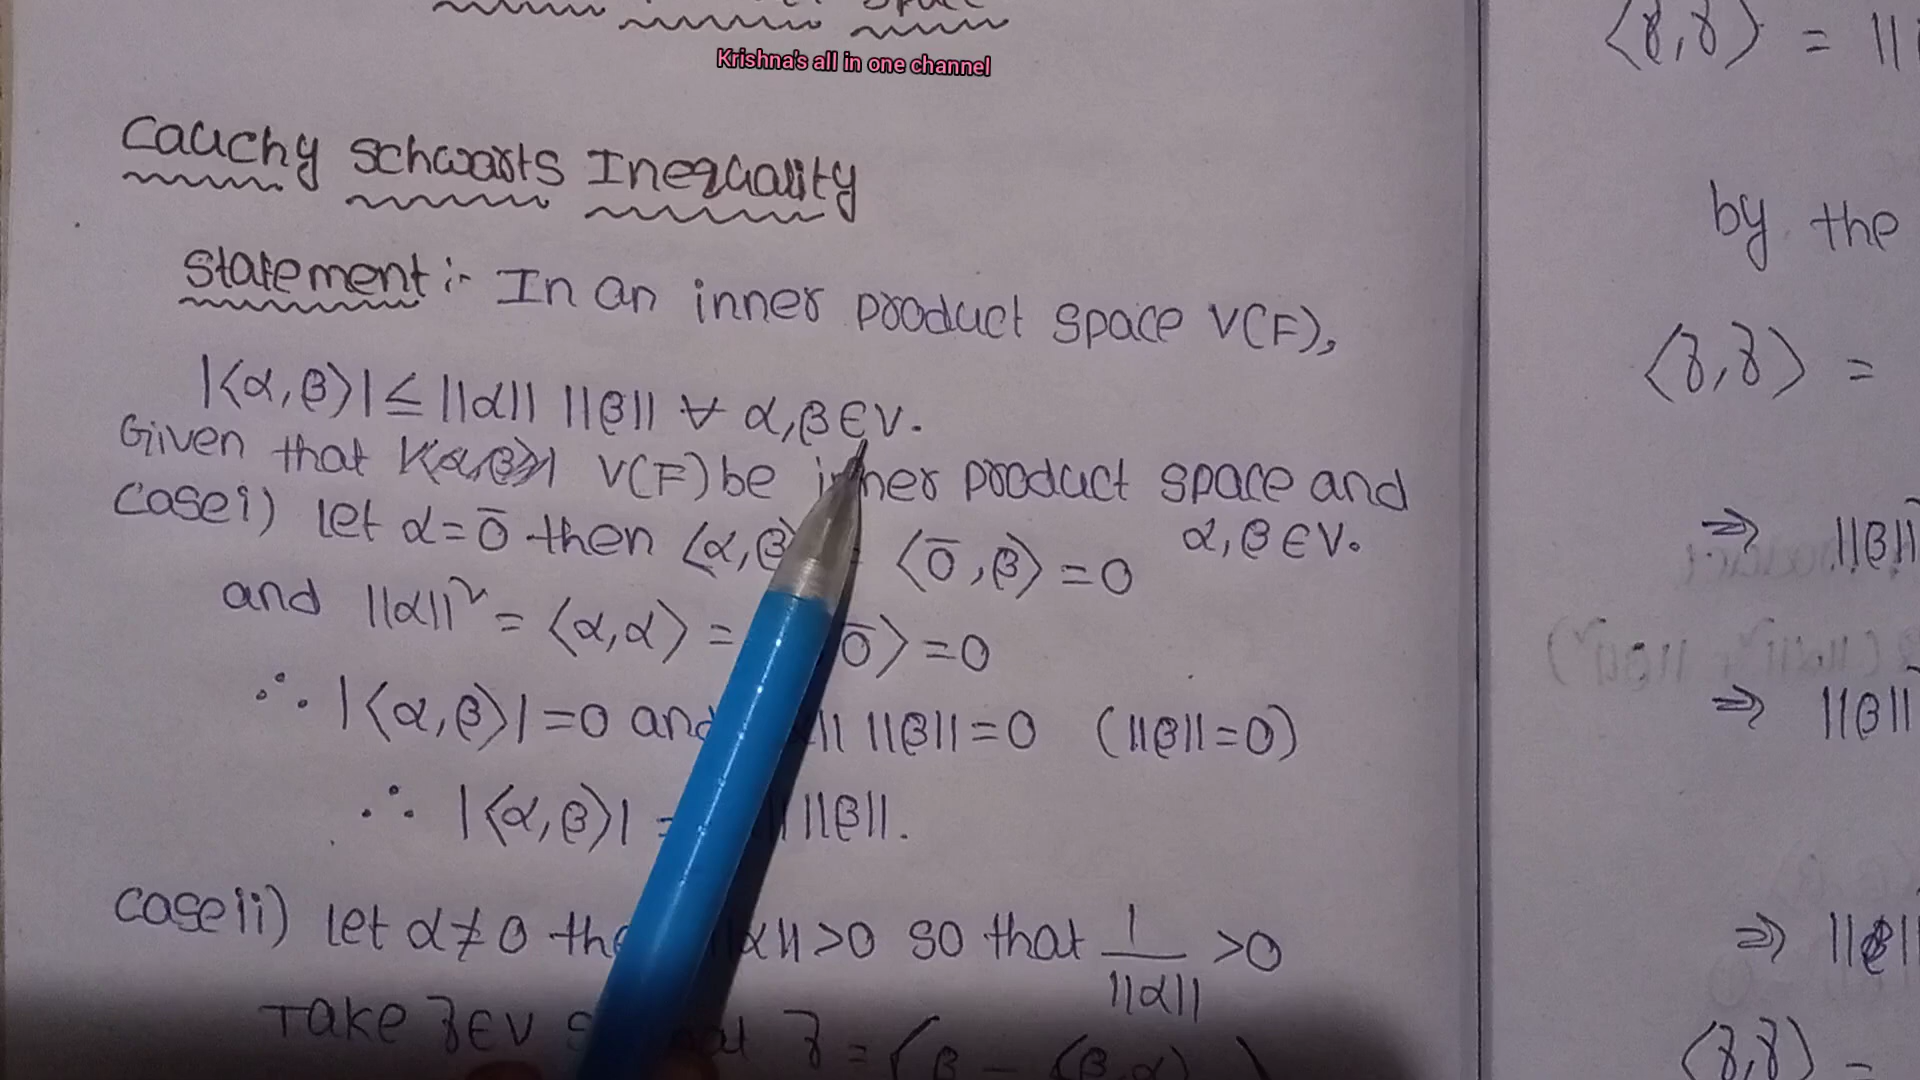 Krishna's all in one channel
Cauchy Schwarts Inequality
Statement :- In an inner product space V(F),
|⟨α,β⟩| ≤ ||α|| ||β|| ∀ α,β ∈ V.
Given that V(F) be inner product space and
α,β ∈ V.
Case i) let α = 0̄ then ⟨α,β⟩ = ⟨0̄,β⟩ = 0
and ||α||² = ⟨α,α⟩ = 0̄⟩ = 0
∴ |⟨α,β⟩| = 0 and || ||β|| = 0 (||β|| = 0)
∴ |⟨α,β⟩| = || ||β||.
Case ii) let α ≠ 0 the ||α|| > 0 so that 1/||α|| > 0
Take γ ∈ V γ = (β - ⟨β,α⟩ )
⟨γ,γ⟩ = ||
by the
⟨γ,γ⟩ =
⇒ ||β||²
⇒ ||β||
⇒ ||
⟨γ,γ⟩ =